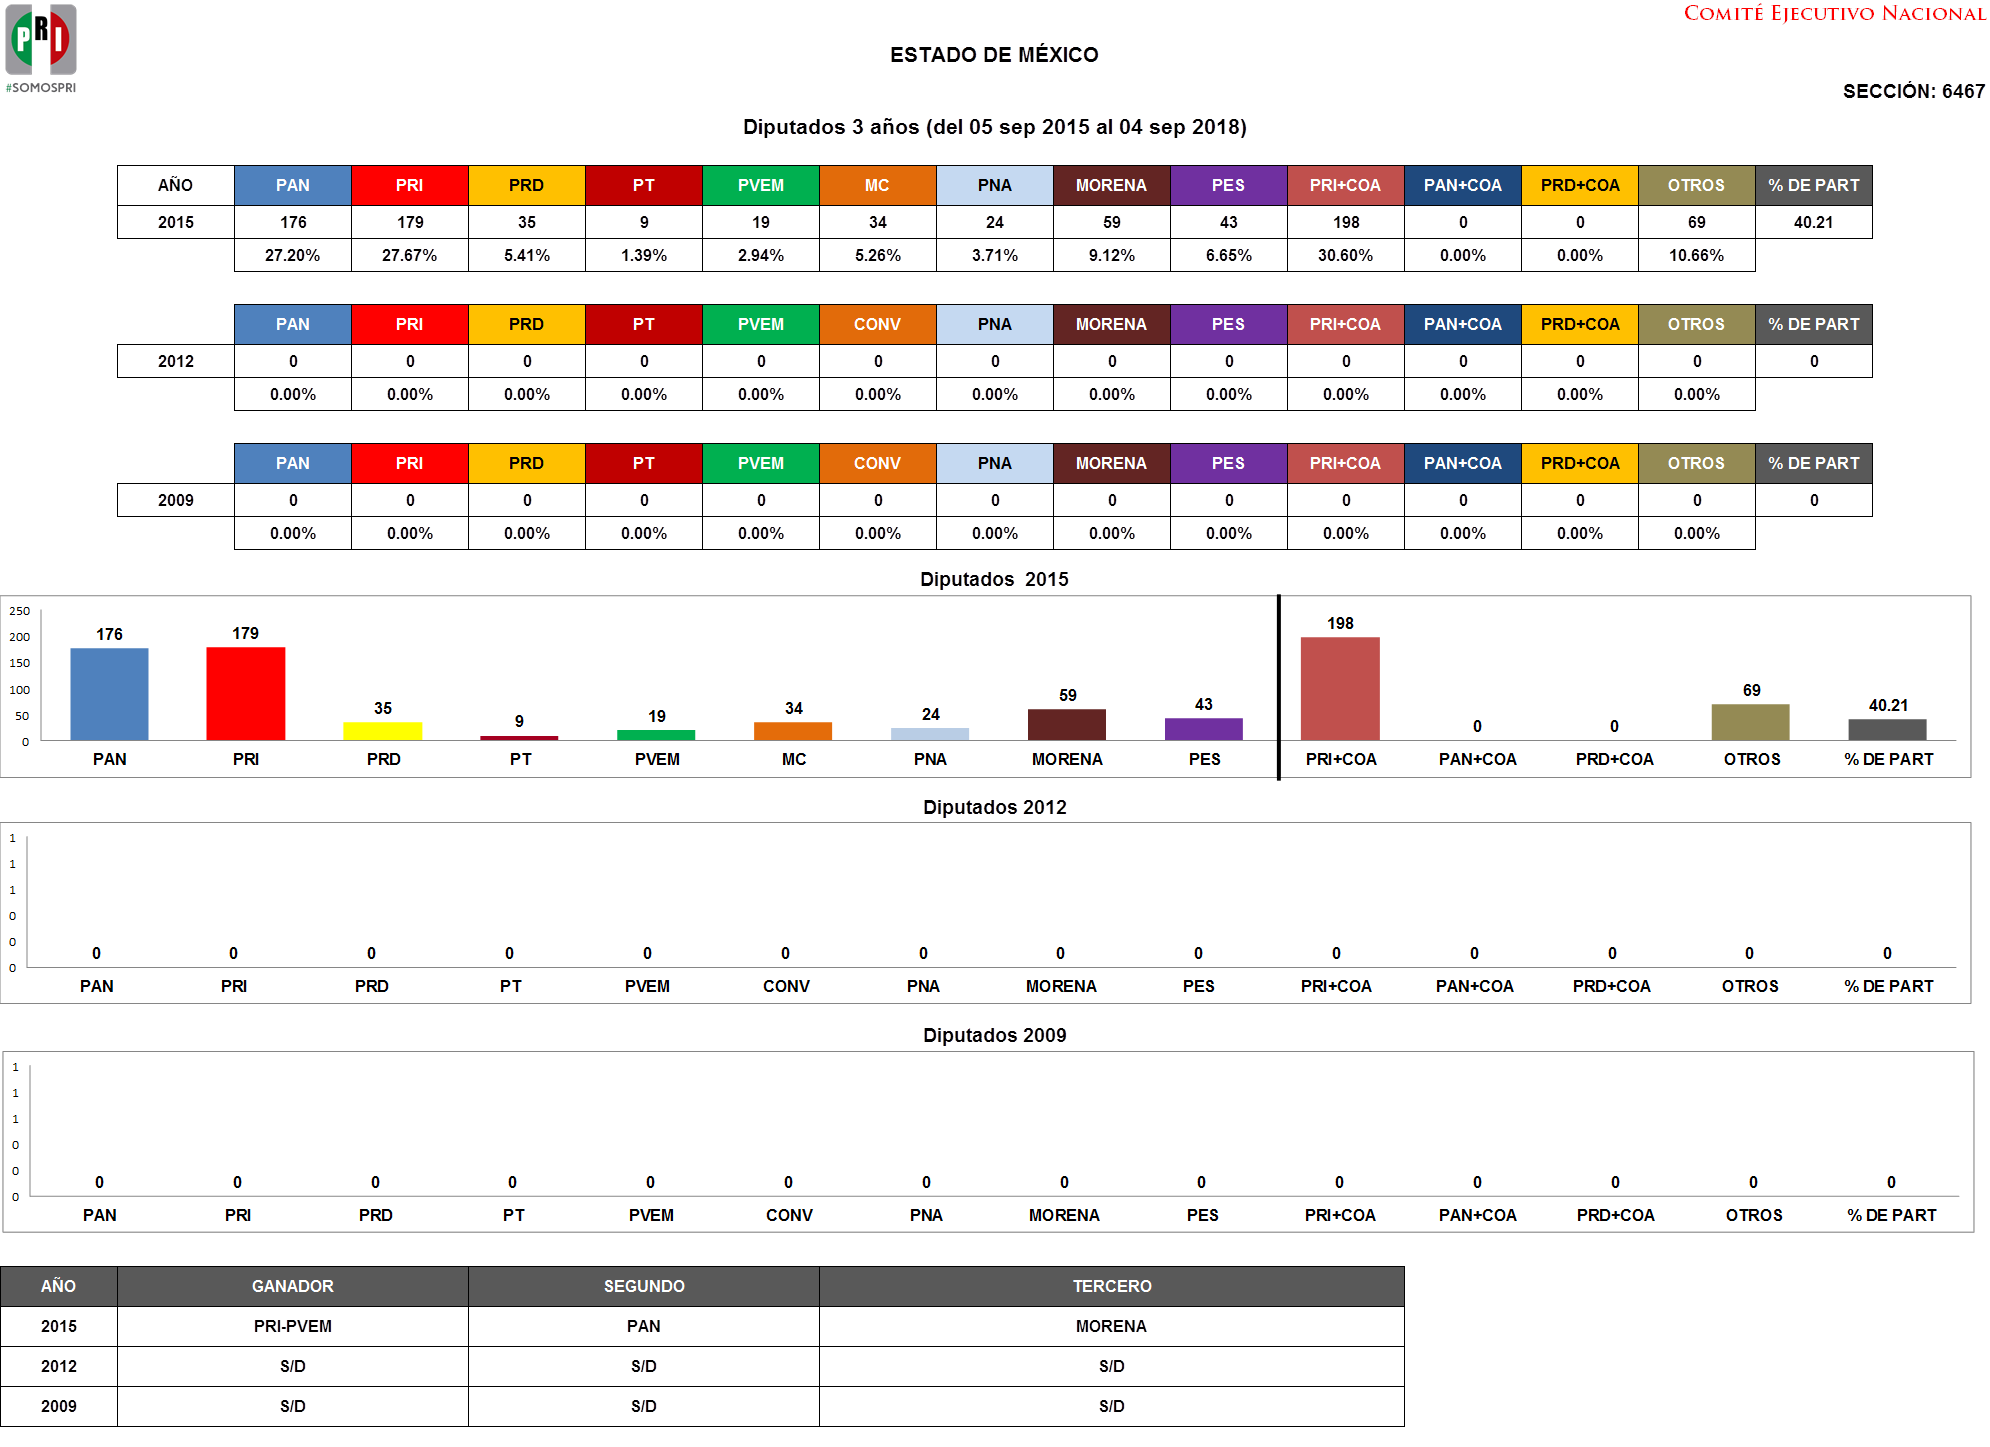 PRI
#SOMOSPRI
COMITÉ EJECUTIVO NACIONAL
ESTADO DE MÉXICO
SECCIÓN: 6467
Diputados 3 años (del 05 sep 2015 al 04 sep 2018)
AÑO PAN PRI PRD PT PVEM MC PNA MORENA PES PRI+COA PAN+COA PRD+COA OTROS % DE PART
2015 176 179 35 9 19 34 24 59 43 198 0 0 69 40.21
27.20% 27.67% 5.41% 1.39% 2.94% 5.26% 3.71% 9.12% 6.65% 30.60% 0.00% 0.00% 10.66%
PAN PRI PRD PT PVEM CONV PNA MORENA PES PRI+COA PAN+COA PRD+COA OTROS % DE PART
2012 0 0 0 0 0 0 0 0 0 0 0 0 0 0
0.00% 0.00% 0.00% 0.00% 0.00% 0.00% 0.00% 0.00% 0.00% 0.00% 0.00% 0.00% 0.00%
PAN PRI PRD PT PVEM CONV PNA MORENA PES PRI+COA PAN+COA PRD+COA OTROS % DE PART
2009 0 0 0 0 0 0 0 0 0 0 0 0 0 0
0.00% 0.00% 0.00% 0.00% 0.00% 0.00% 0.00% 0.00% 0.00% 0.00% 0.00% 0.00% 0.00%
Diputados 2015
250
200
150
100
50
0
176 179 35 9 19 34 24 59 43 198 0 0 69 40.21
PAN PRI PRD PT PVEM MC PNA MORENA PES PRI+COA PAN+COA PRD+COA OTROS % DE PART
Diputados 2012
1
1
1
0
0
0
0 0 0 0 0 0 0 0 0 0 0 0 0 0
PAN PRI PRD PT PVEM CONV PNA MORENA PES PRI+COA PAN+COA PRD+COA OTROS % DE PART
Diputados 2009
1
1
1
0
0
0
0 0 0 0 0 0 0 0 0 0 0 0 0 0
PAN PRI PRD PT PVEM CONV PNA MORENA PES PRI+COA PAN+COA PRD+COA OTROS % DE PART
AÑO GANADOR SEGUNDO TERCERO
2015 PRI-PVEM PAN MORENA
2012 S/D S/D S/D
2009 S/D S/D S/D